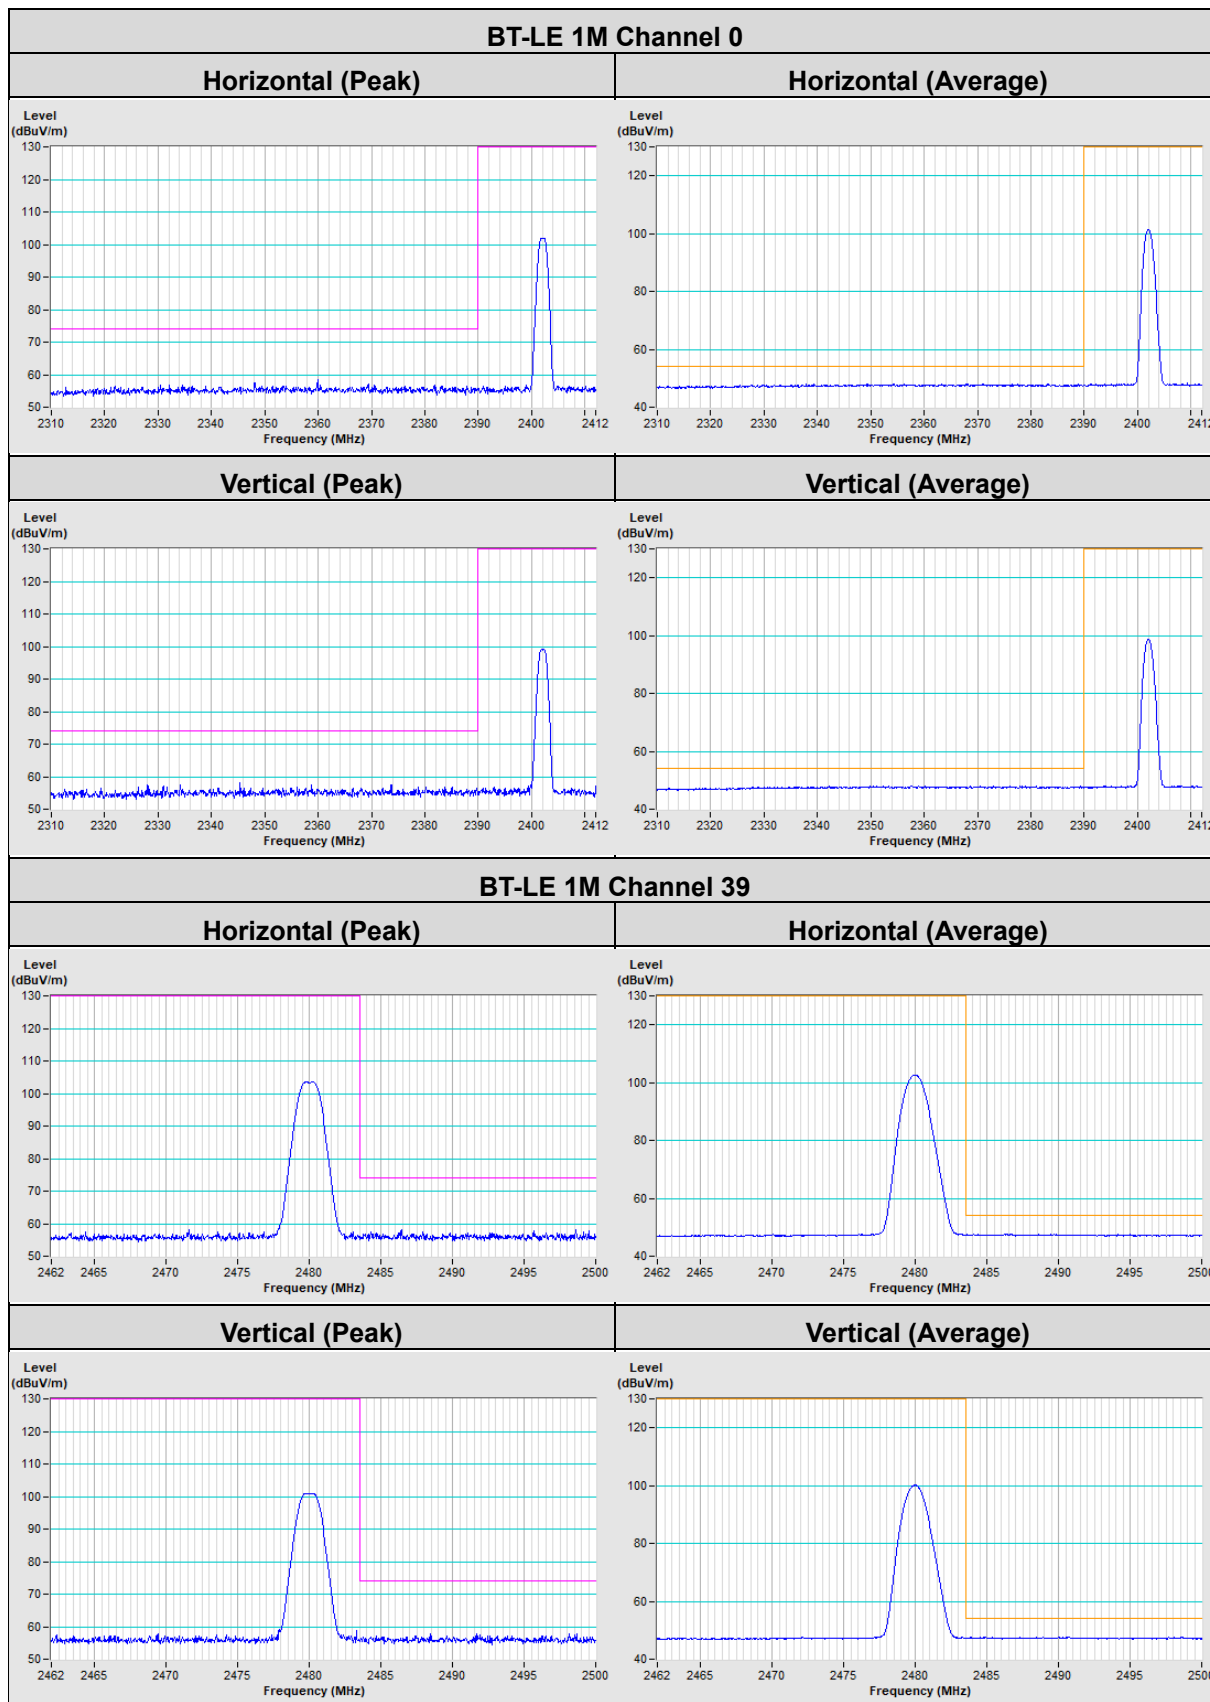 BT-LE 1M Channel 0
Horizontal (Peak)
Horizontal (Average)
Level
(dBuV/m)
130
120
110
100
90
80
70
60
50
2310 2320 2330 2340 2350 2360 2370 2380 2390 2400 2412
Frequency (MHz)
Level
(dBuV/m)
130
120
100
80
60
40
2310 2320 2330 2340 2350 2360 2370 2380 2390 2400 2412
Frequency (MHz)
Vertical (Peak)
Vertical (Average)
Level
(dBuV/m)
130
120
110
100
90
80
70
60
50
2310 2320 2330 2340 2350 2360 2370 2380 2390 2400 2412
Frequency (MHz)
Level
(dBuV/m)
130
120
100
80
60
40
2310 2320 2330 2340 2350 2360 2370 2380 2390 2400 2412
Frequency (MHz)
BT-LE 1M Channel 39
Horizontal (Peak)
Horizontal (Average)
Level
(dBuV/m)
130
120
110
100
90
80
70
60
50
2462 2465 2470 2475 2480 2485 2490 2495 2500
Frequency (MHz)
Level
(dBuV/m)
130
120
100
80
60
40
2462 2465 2470 2475 2480 2485 2490 2495 2500
Frequency (MHz)
Vertical (Peak)
Vertical (Average)
Level
(dBuV/m)
130
120
110
100
90
80
70
60
50
2462 2465 2470 2475 2480 2485 2490 2495 2500
Frequency (MHz)
Level
(dBuV/m)
130
120
100
80
60
40
2462 2465 2470 2475 2480 2485 2490 2495 2500
Frequency (MHz)